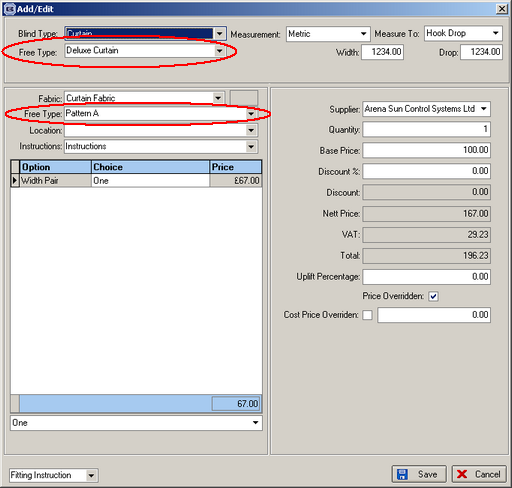 Add/Edit
Blind Type: Curtain Measurement: Metric Measure To: Hook Drop
Free Type: Deluxe Curtain Width: 1234.00 Drop: 1234.00
Fabric: Curtain Fabric
Free Type: Pattern A
Location:
Instructions: Instructions
Option Choice Price
Width Pair One £67.00
67.00
One
Supplier: Arena Sun Control Systems Ltd
Quantity: 1
Base Price: 100.00
Discount %: 0.00
Discount: 0.00
Nett Price: 167.00
VAT: 29.23
Total: 196.23
Uplift Percentage: 0.00
Price Overridden:
Cost Price Overriden: 0.00
Fitting Instruction Save Cancel